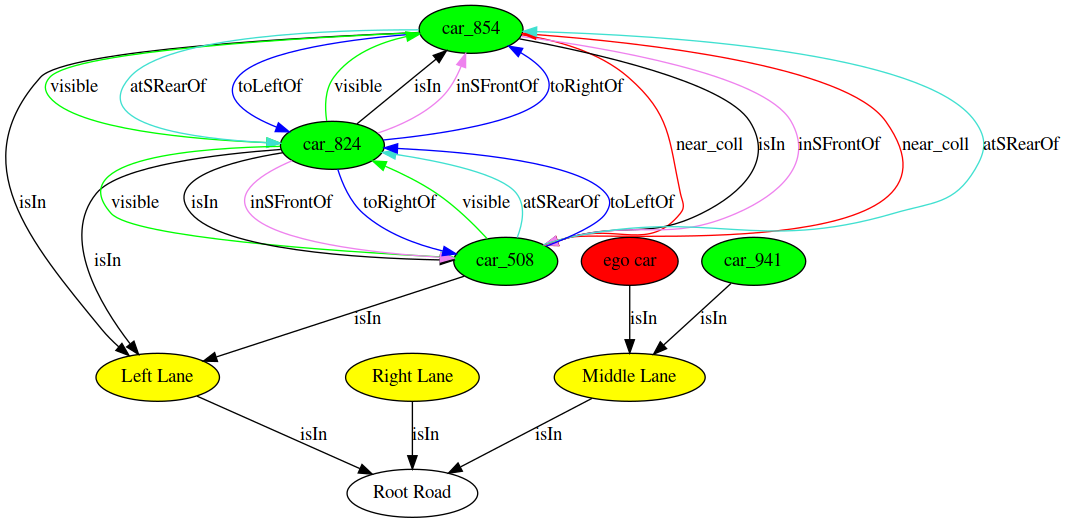 car_854
visible atSRearOf toLeftOf visible isIn inSFrontOf toRightOf
car_824 near_coll isIn inSFrontOf near_coll atSRearOf
isIn visible isIn inSFrontOf toRightOf visible atSRearOf toLeftOf
isIn car_508 ego car car_941
isIn isIn isIn
Left Lane Right Lane Middle Lane
isIn isIn isIn
Root Road